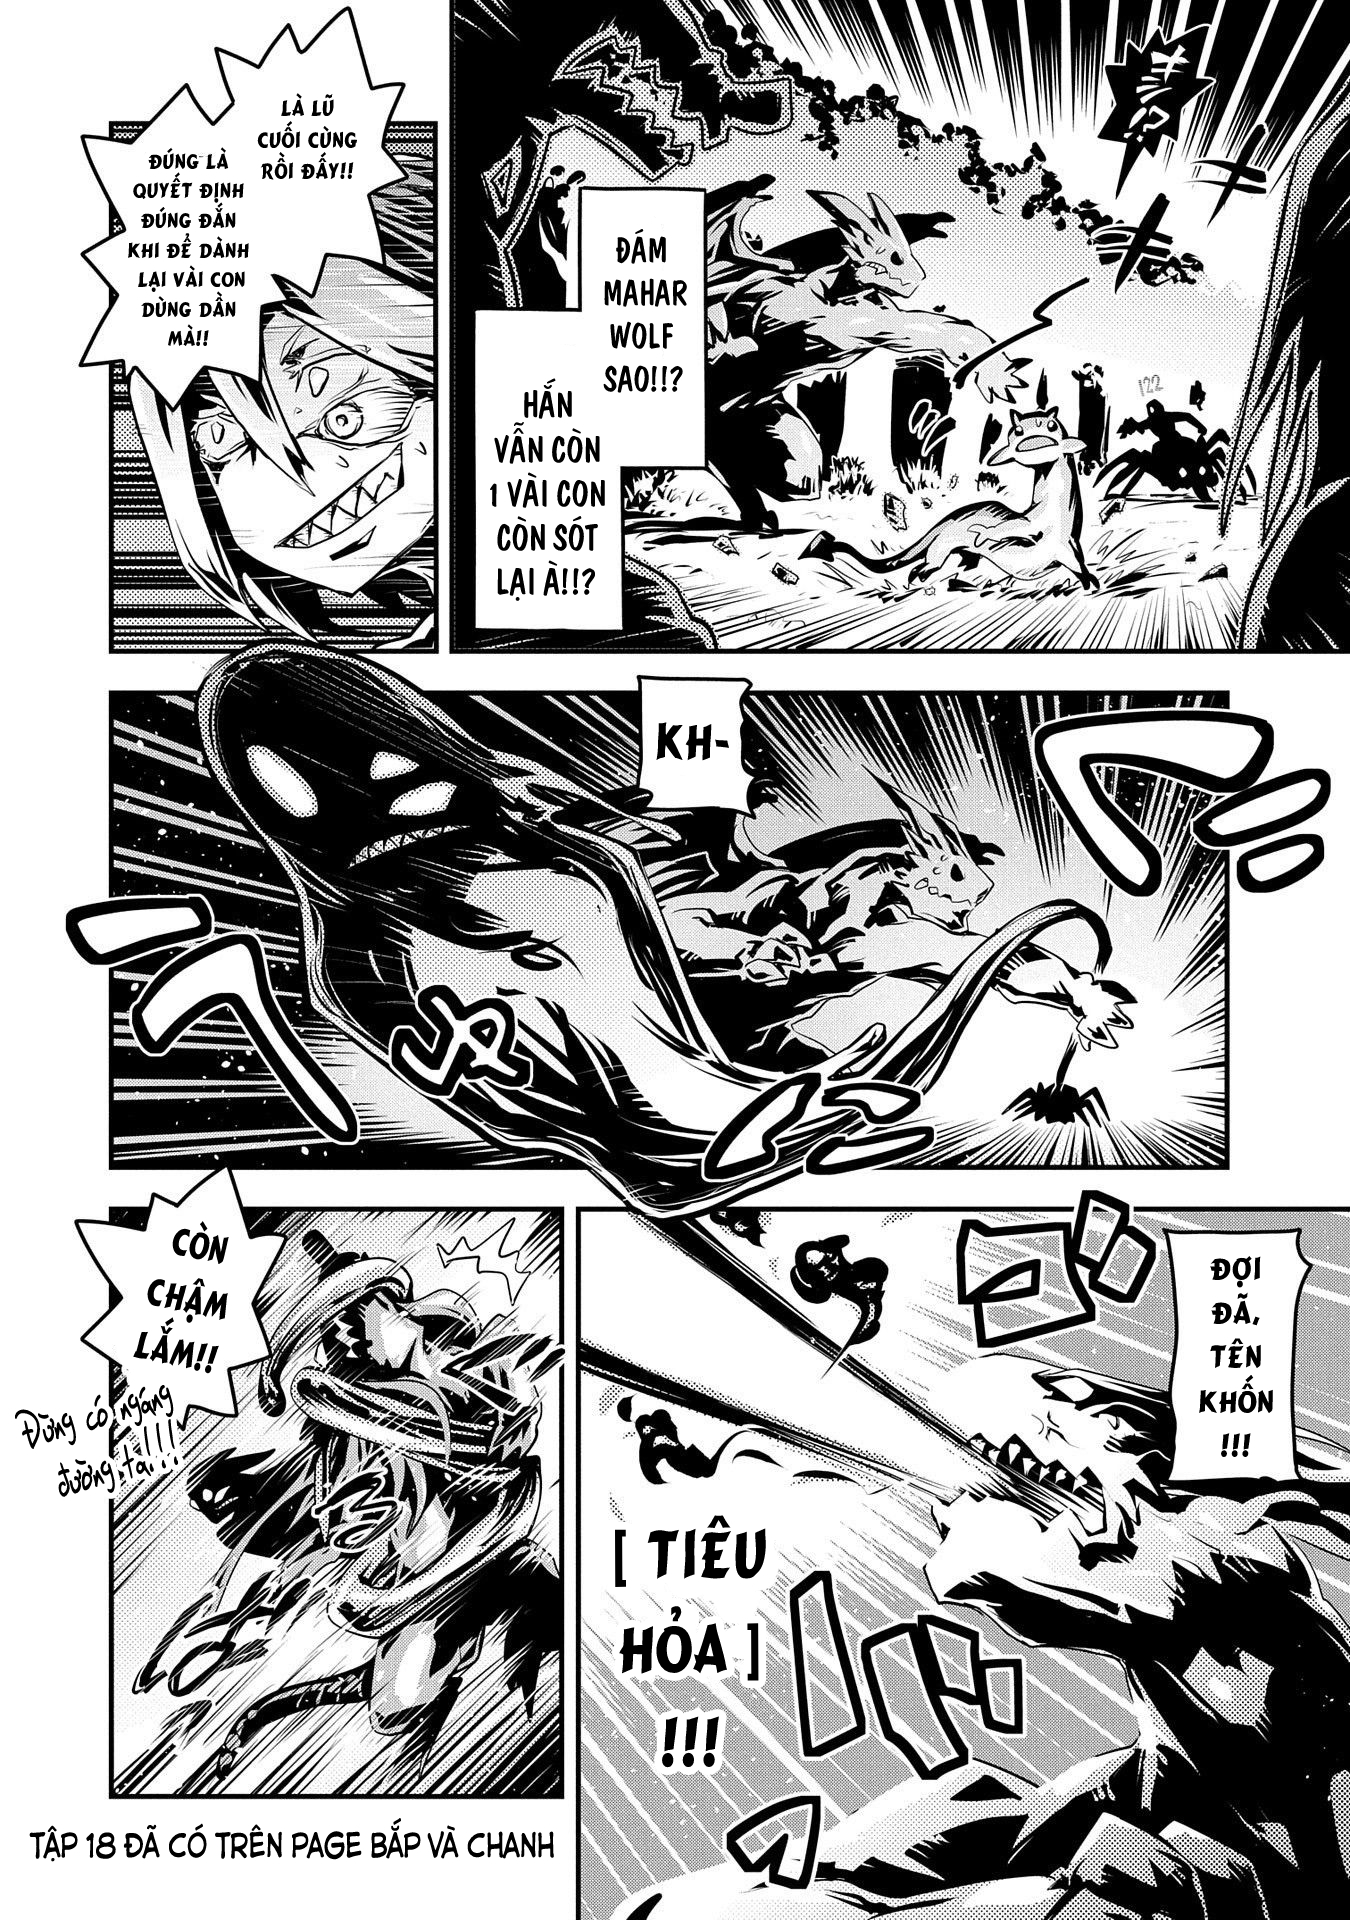 ĐÁM
MAHAR
WOLF
SAO!!?
HẮN
VẪN CÒN
1 VÀI CON
CÒN SÓT
LẠI À!!?
LÀ LŨ
CUỐI CÙNG
RỒI ĐẤY!!
ĐÚNG LÀ
QUYẾT ĐỊNH
ĐÚNG ĐẮN
KHI ĐỂ DÀNH
LẠI VÀI CON
DÙNG DẦN
MÀ!!
KH-
ĐỢI
ĐÃ,
TÊN
KHỐN
!!!
[ TIÊU
HỎA ]
!!!
CÒN
CHẬM
LẮM!!
Đừng có ngáng
đường ta!!!
TẬP 18 ĐÃ CÓ TRÊN PAGE BẮP VÀ CHANH